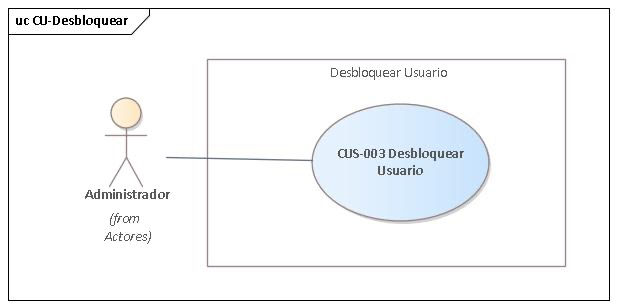 uc CU-Desbloquear
Desbloquear Usuario
CUS-003 Desbloquear
Usuario
Administrador
(from
Actores)